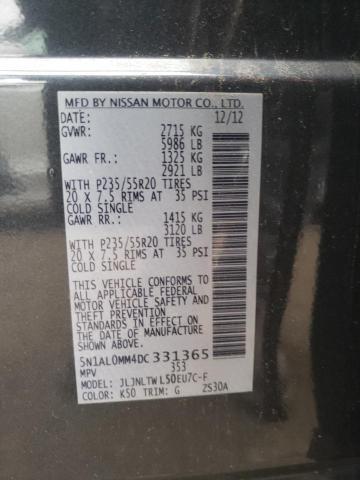 MFD BY NISSAN MOTOR CO., LTD.
DATE: 12/12
GVWR: 2715 KG
5986 LB
GAWR FR.: 1325 KG
2921 LB
WITH P235/55R20 TIRES
20 X 7.5 RIMS AT 35 PSI
COLD SINGLE
GAWR RR.: 1415 KG
3120 LB
WITH P235/55R20 TIRES
20 X 7.5 RIMS AT 35 PSI
COLD SINGLE
THIS VEHICLE CONFORMS TO
ALL APPLICABLE FEDERAL
MOTOR VEHICLE SAFETY
STANDARDS IN EFFECT ON
THE DATE OF MANUFACTURE
SHOWN ABOVE.
5N1AL0MM4DC 331365
MPV 353
MODEL JLJNLTWL50EU7C-F
COLOR: K50 TRIM: G ZS30A